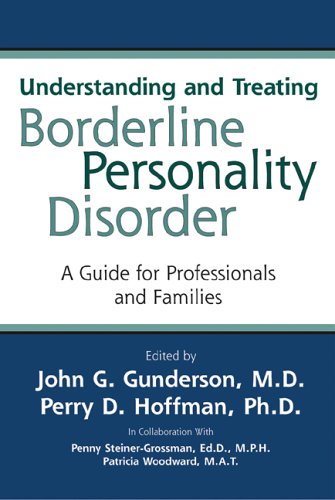 Understanding and Treating
Borderline
Personality
Disorder
A Guide for Professionals
and Families
Edited by
John G. Gunderson, M.D.
Perry D. Hoffman, Ph.D.
In Collaboration With
Penny Steiner-Grossman, Ed.D., M.P.H.
Patricia Woodward, M.A.T.